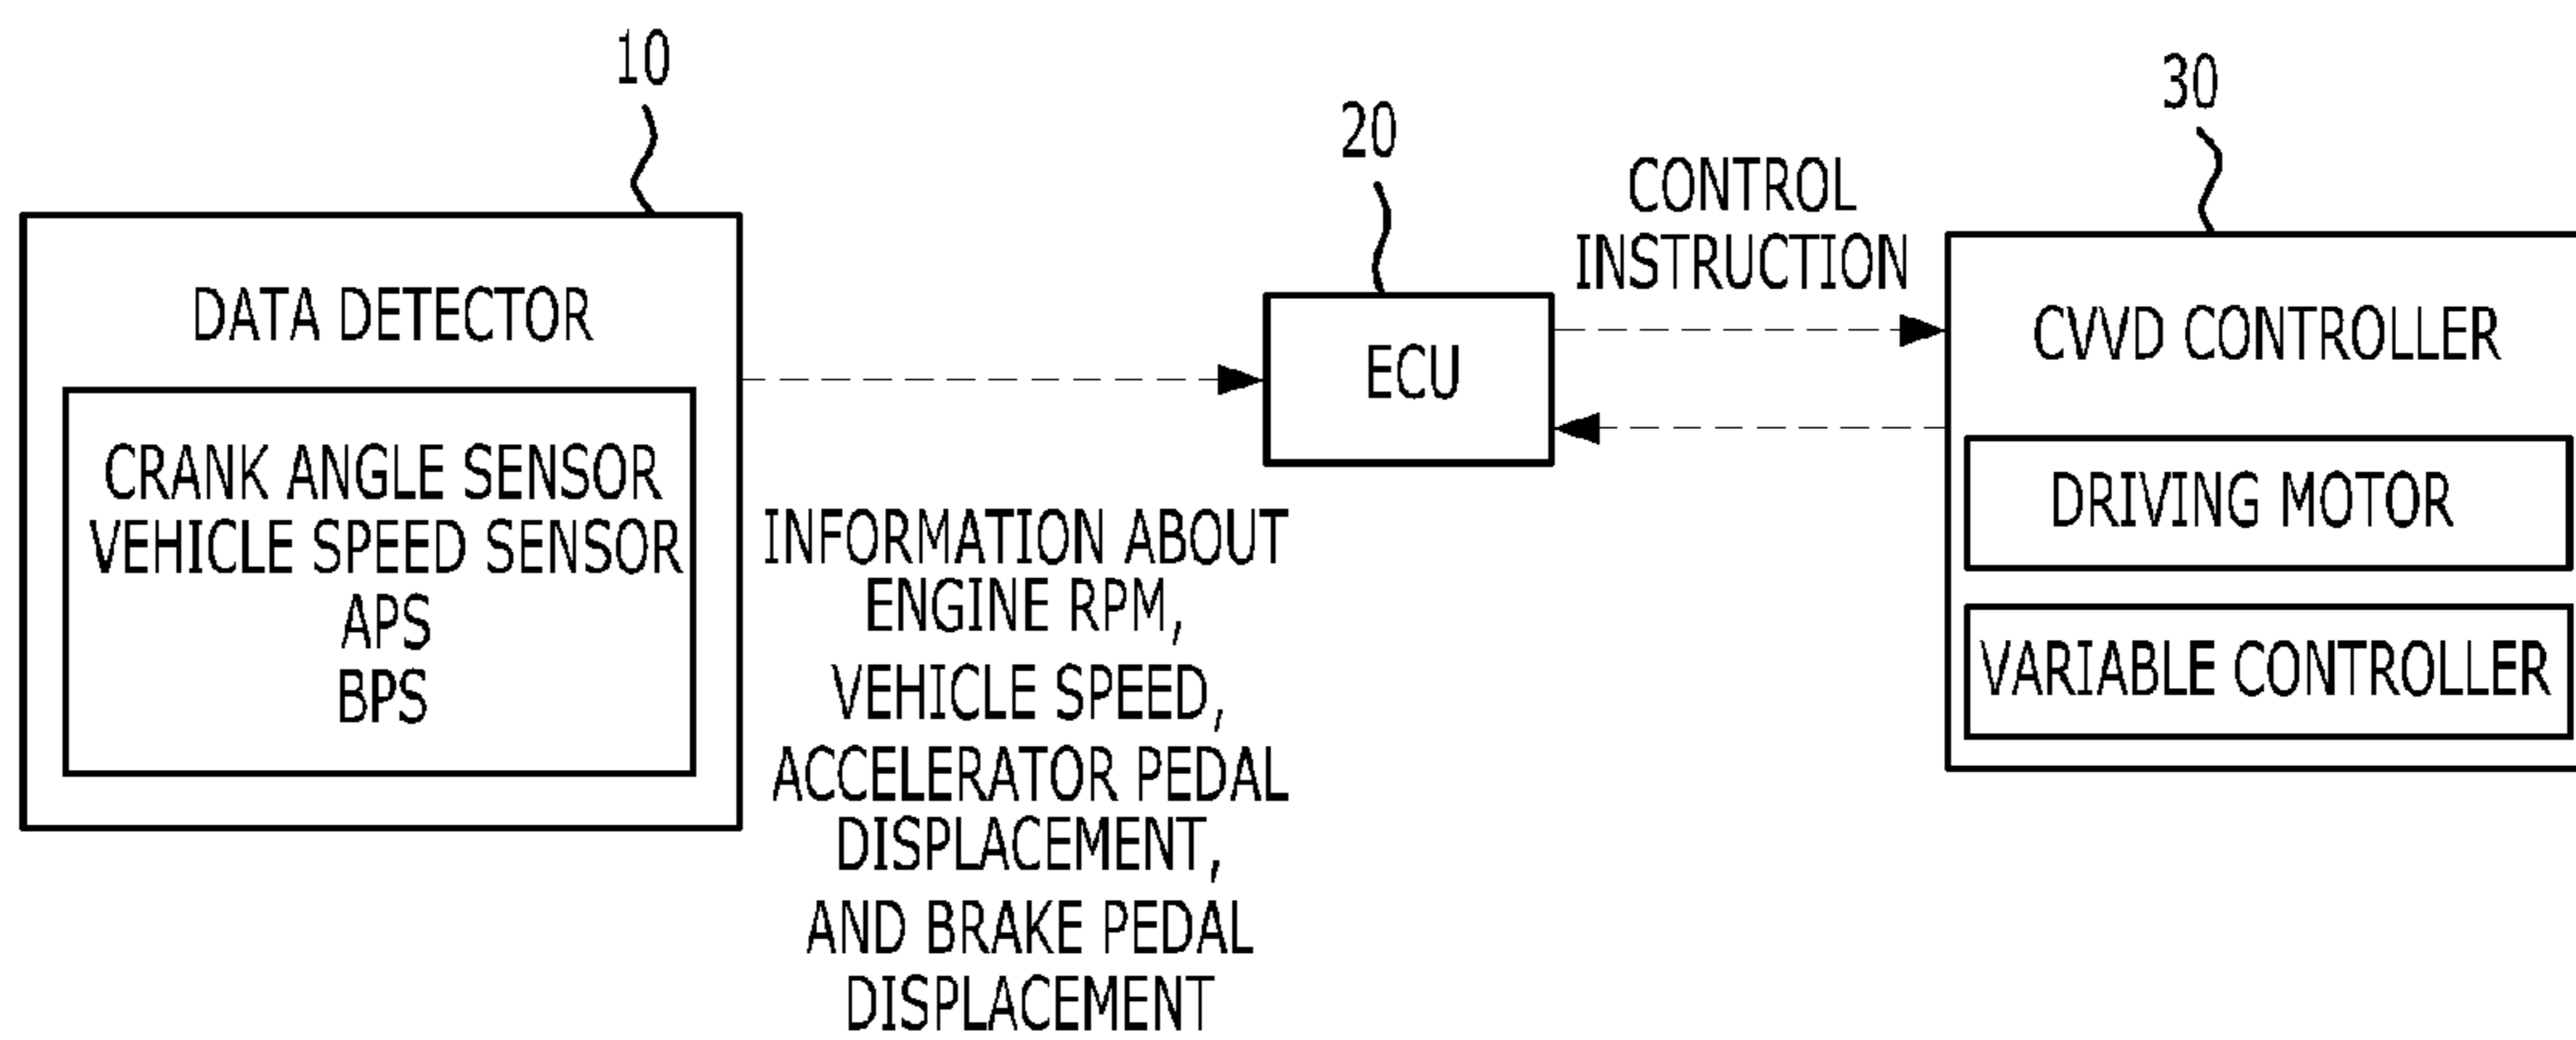 10
DATA DETECTOR
CRANK ANGLE SENSOR
VEHICLE SPEED SENSOR
APS
BPS
INFORMATION ABOUT
ENGINE RPM,
VEHICLE SPEED,
ACCELERATOR PEDAL
DISPLACEMENT,
AND BRAKE PEDAL
DISPLACEMENT
20
ECU
CONTROL
INSTRUCTION
30
CVVD CONTROLLER
DRIVING MOTOR
VARIABLE CONTROLLER